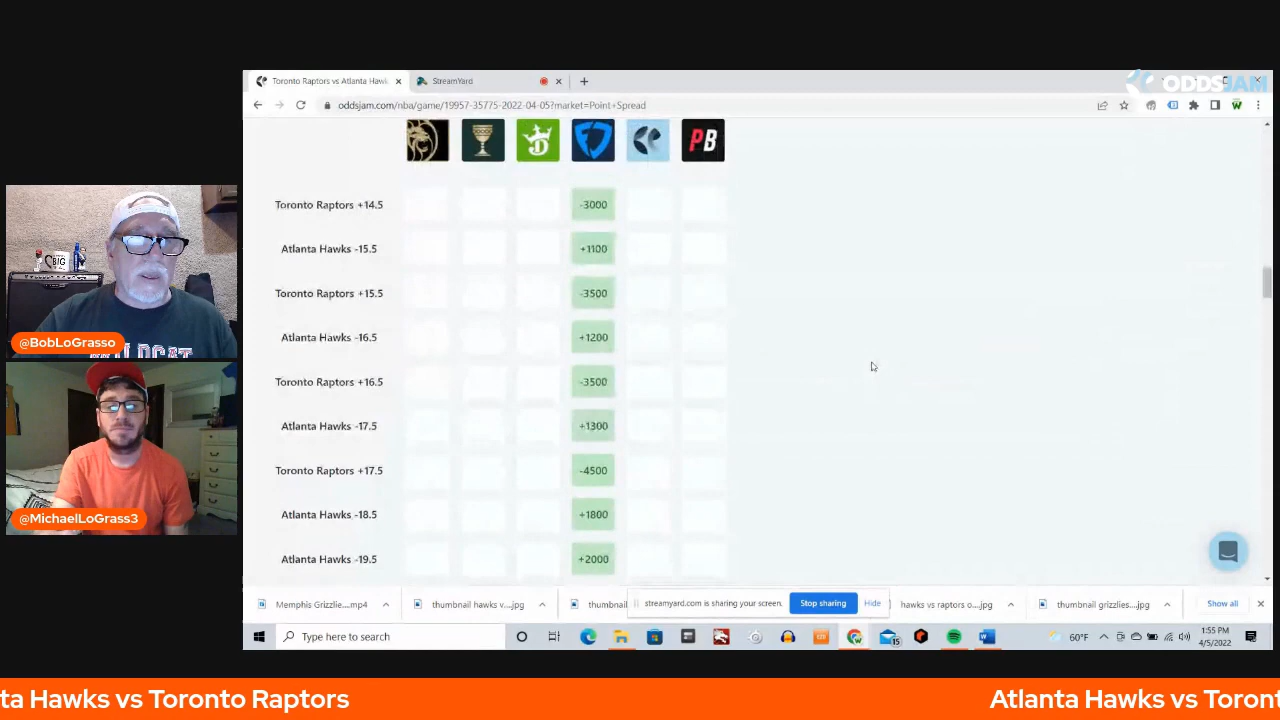 Toronto Raptors vs Atlanta Hawk
StreamYard
ODDSJAM
oddsjam.com/nba/game/19957-35775-2022-04-05?market=Point+Spread
PB
Toronto Raptors +14.5 -3000
Atlanta Hawks -15.5 +1100
Toronto Raptors +15.5 -3500
Atlanta Hawks -16.5 +1200
Toronto Raptors +16.5 -3500
Atlanta Hawks -17.5 +1300
Toronto Raptors +17.5 -4500
Atlanta Hawks -18.5 +1800
Atlanta Hawks -19.5 +2000
BIG
@BobLoGrasso
@MichaelLoGrass3
Memphis Grizzlie....mp4
thumbnail hawks v....jpg
thumbnail
streamyard.com is sharing your screen.
Stop sharing
Hide
hawks vs raptors o....jpg
thumbnail grizzlies....jpg
Show all
Type here to search
15
60°F
1:55 PM
4/5/2022
ta Hawks vs Toronto Raptors
Atlanta Hawks vs Toront